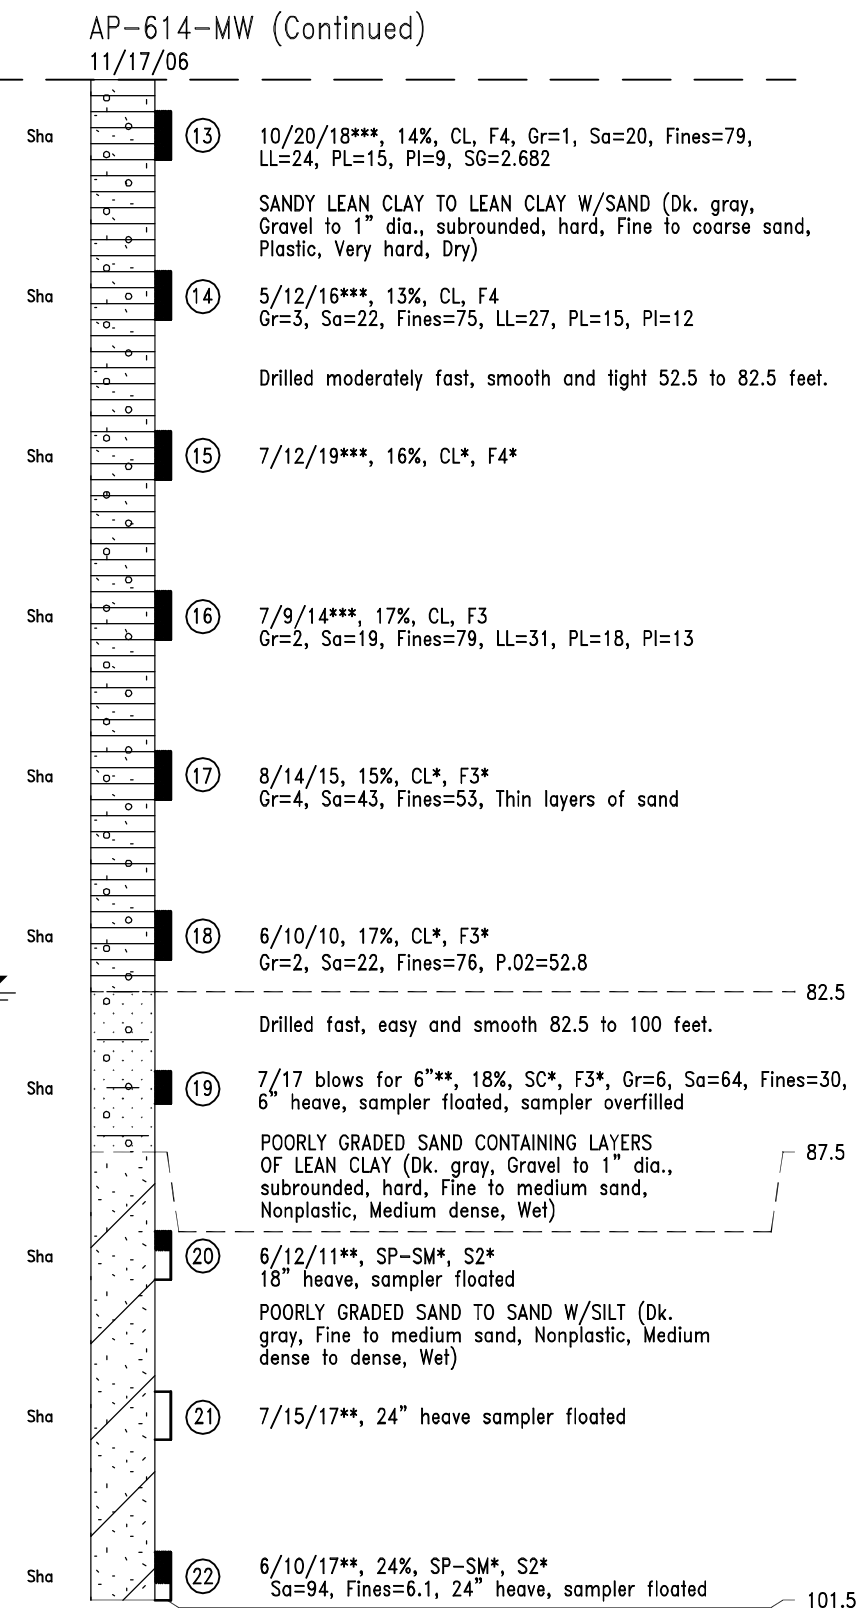 AP-614-MW (Continued)
11/17/06
Sha 13 10/20/18***, 14%, CL, F4, Gr=1, Sa=20, Fines=79,
LL=24, PL=15, PI=9, SG=2.682
SANDY LEAN CLAY TO LEAN CLAY W/SAND (Dk. gray,
Gravel to 1" dia., subrounded, hard, Fine to coarse sand,
Plastic, Very hard, Dry)
Sha 14 5/12/16***, 13%, CL, F4
Gr=3, Sa=22, Fines=75, LL=27, PL=15, PI=12
Drilled moderately fast, smooth and tight 52.5 to 82.5 feet.
Sha 15 7/12/19***, 16%, CL*, F4*
Sha 16 7/9/14***, 17%, CL, F3
Gr=2, Sa=19, Fines=79, LL=31, PL=18, PI=13
Sha 17 8/14/15, 15%, CL*, F3*
Gr=4, Sa=43, Fines=53, Thin layers of sand
Sha 18 6/10/10, 17%, CL*, F3*
Gr=2, Sa=22, Fines=76, P.02=52.8
82.5
Drilled fast, easy and smooth 82.5 to 100 feet.
Sha 19 7/17 blows for 6"**, 18%, SC*, F3*, Gr=6, Sa=64, Fines=30,
6" heave, sampler floated, sampler overfilled
POORLY GRADED SAND CONTAINING LAYERS
OF LEAN CLAY (Dk. gray, Gravel to 1" dia., 87.5
subrounded, hard, Fine to medium sand,
Nonplastic, Medium dense, Wet)
Sha 20 6/12/11**, SP-SM*, S2*
18" heave, sampler floated
POORLY GRADED SAND TO SAND W/SILT (Dk.
gray, Fine to medium sand, Nonplastic, Medium
dense to dense, Wet)
Sha 21 7/15/17**, 24" heave sampler floated
Sha 22 6/10/17**, 24%, SP-SM*, S2*
Sa=94, Fines=6.1, 24" heave, sampler floated
101.5